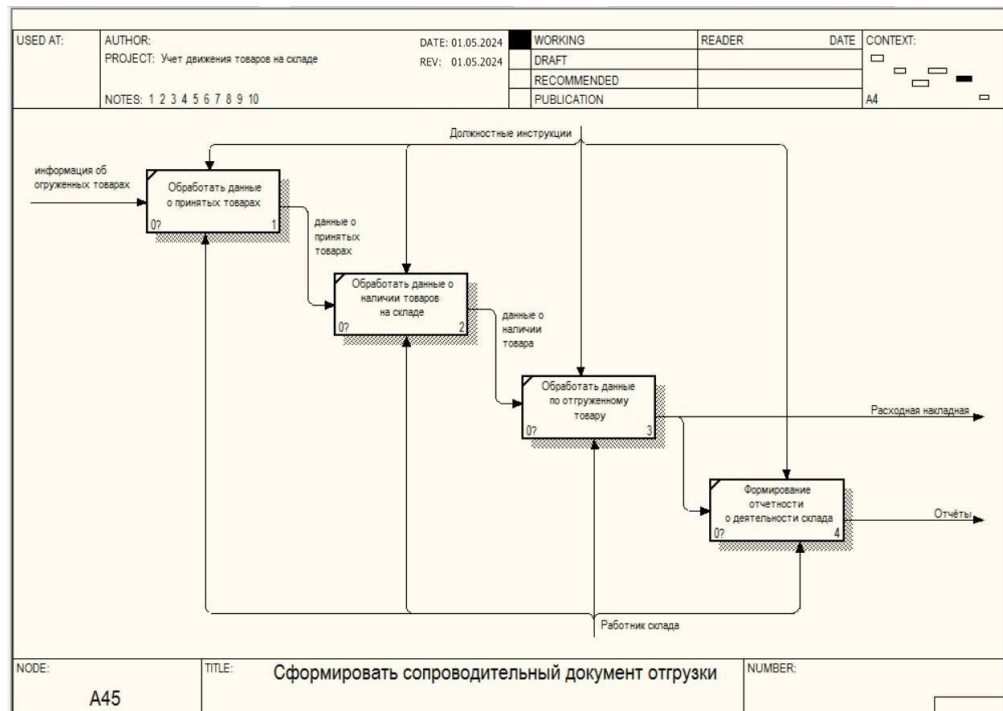 USED AT:
AUTHOR:
DATE: 01.05.2024
PROJECT: Учет движения товаров на складе
REV: 01.05.2024
NOTES: 1 2 3 4 5 6 7 8 9 10
WORKING
DRAFT
RECOMMENDED
PUBLICATION
READER
DATE
CONTEXT:
A4
Должностные инструкции
информация об
огруженных товарах
Обработать данные
о принятых товарах
0?
1
данные о
принятых
товарах
Обработать данные о
наличии товаров
на складе
0?
2
данные о
наличии
товара
Обработать данные
по отгруженному
товару
0?
3
Расходная накладная
Формирование
отчетности
о деятельности склада
0?
4
Отчёты
Работник склада
NODE:
A45
TITLE:
Сформировать сопроводительный документ отгрузки
NUMBER: